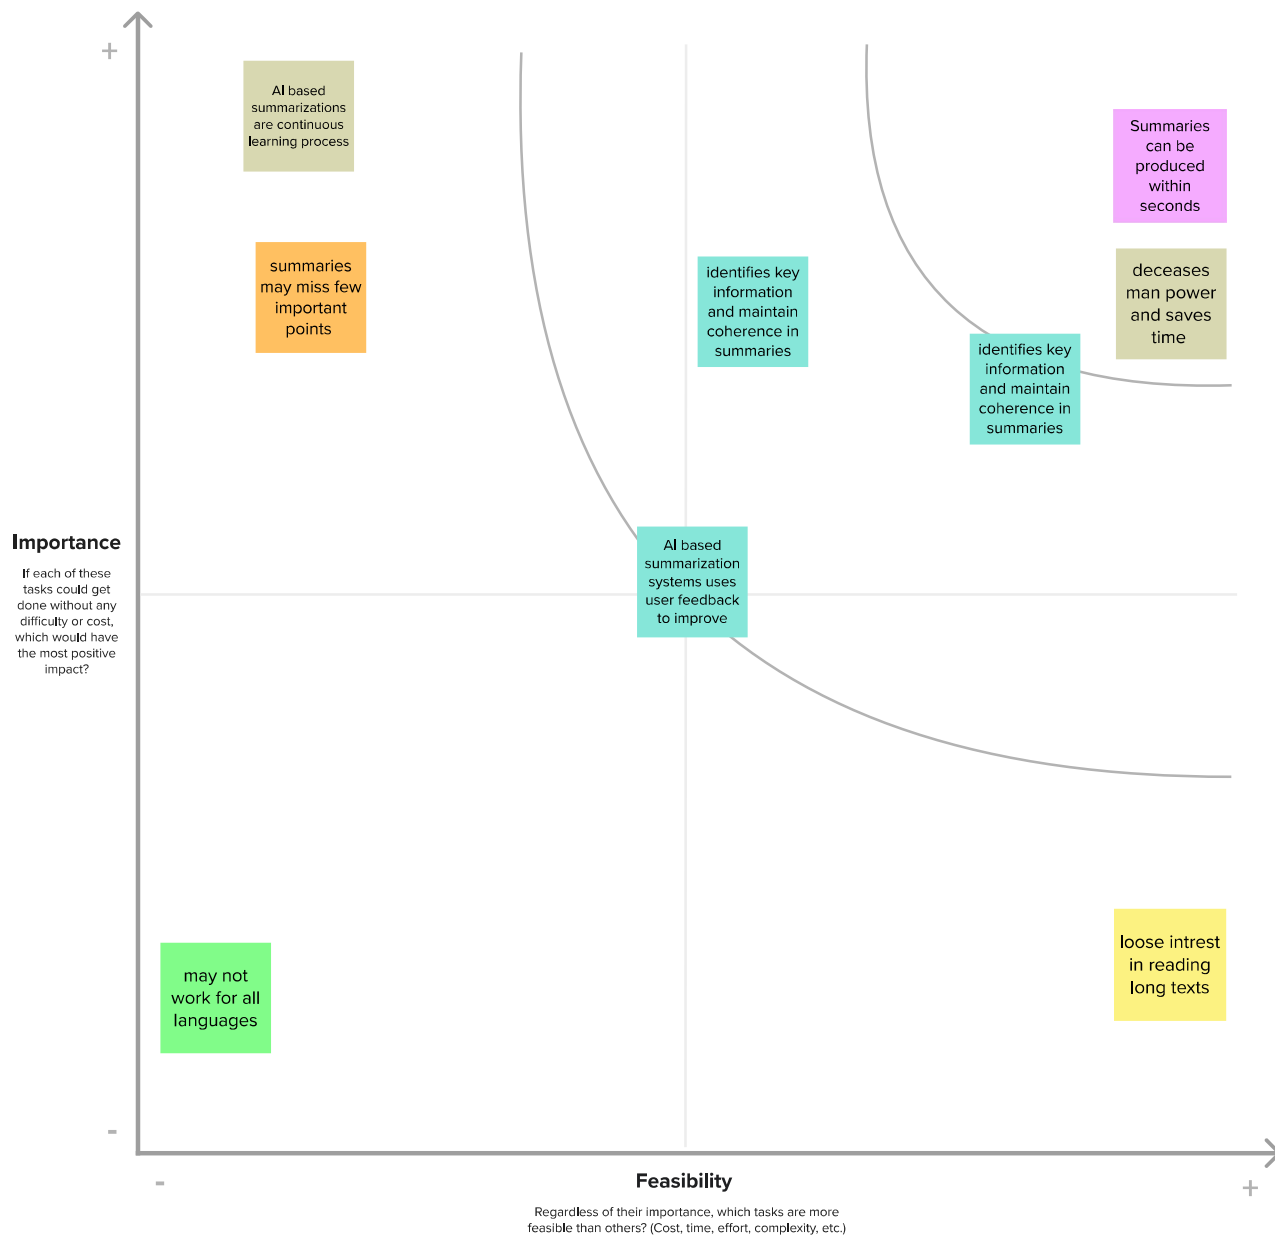 +
AI based
summarizations
are continuous
learning process
Summaries
can be
produced
within
seconds
summaries
may miss few
important
points
identifies key
information
and maintain
coherence in
summaries
deceases
man power
and saves
time
identifies key
information
and maintain
coherence in
summaries
AI based
summarization
systems uses
user feedback
to improve
Importance
If each of these
tasks could get
done without any
difficulty or cost,
which would have
the most positive
impact?
may not
work for all
languages
loose intrest
in reading
long texts
-
-
Feasibility
+
Regardless of their importance, which tasks are more
feasible than others? (Cost, time, effort, complexity, etc.)